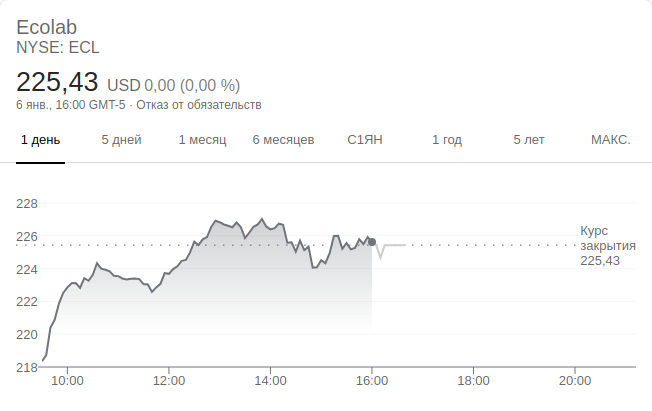 Ecolab
NYSE: ECL
225,43 USD 0,00 (0,00 %)
6 янв., 16:00 GMT-5 · Отказ от обязательств
1 день 5 дней 1 месяц 6 месяцев С1ЯН 1 год 5 лет МАКС.
228
226
224
222
220
218
Курс
закрытия
225,43
10:00 12:00 14:00 16:00 18:00 20:00